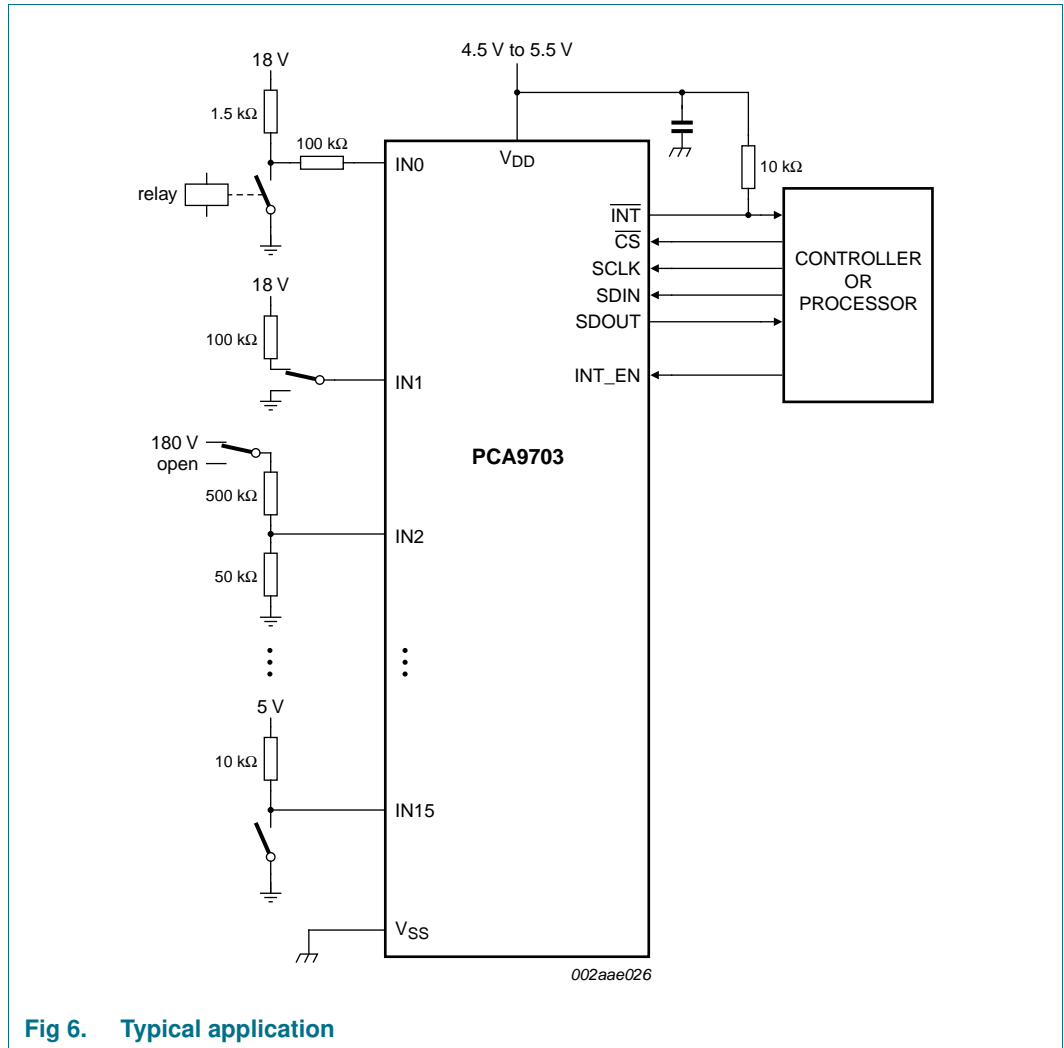 4.5 V to 5.5 V
18 V
1.5 kΩ
100 kΩ
IN0
relay
18 V
100 kΩ
IN1
180 V
open
500 kΩ
IN2
50 kΩ
5 V
10 kΩ
IN15
VSS
VDD
PCA9703
10 kΩ
INT
CS
SCLK
SDIN
SDOUT
INT_EN
CONTROLLER
OR
PROCESSOR
002aae026
Fig 6. Typical application